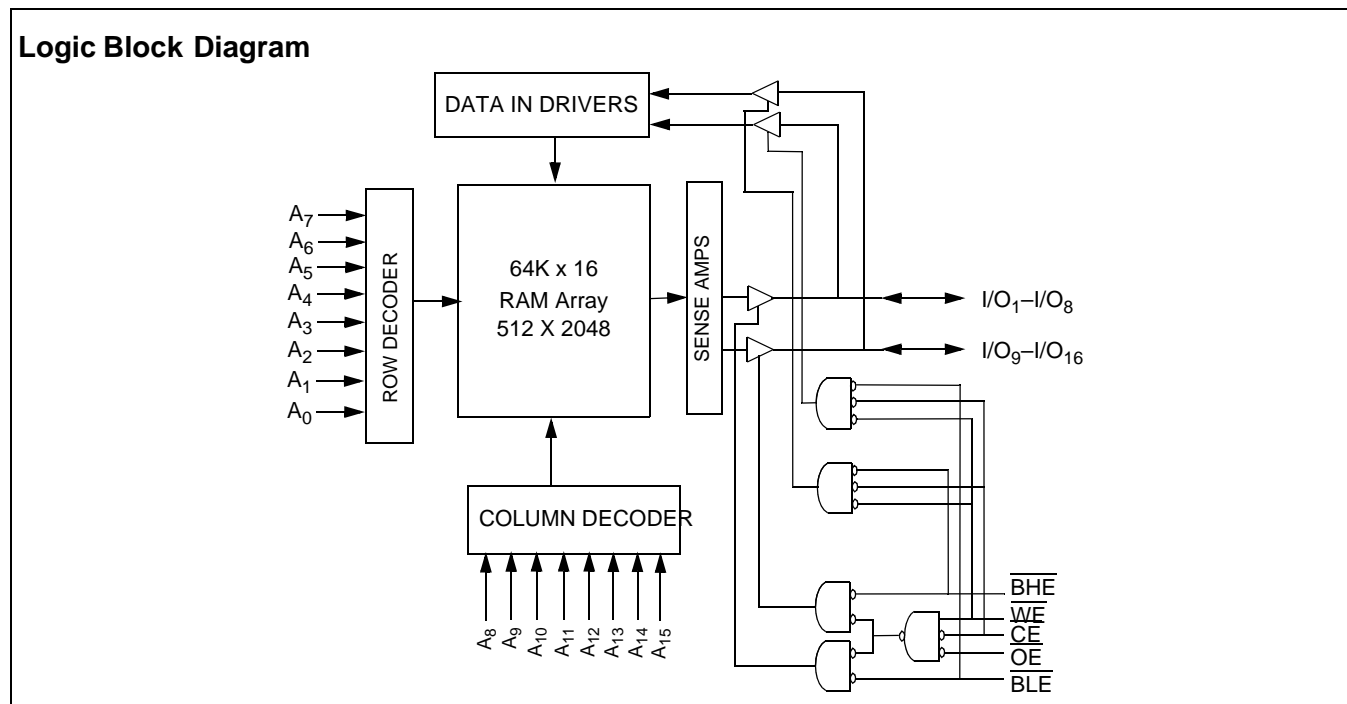 Logic Block Diagram
DATA IN DRIVERS
A7
A6
A5
A4
A3
A2
A1
A0
ROW DECODER
64K x 16
RAM Array
512 X 2048
SENSE AMPS
I/O1–I/O8
I/O9–I/O16
COLUMN DECODER
A8
A9
A10
A11
A12
A13
A14
A15
BHE
WE
CE
OE
BLE